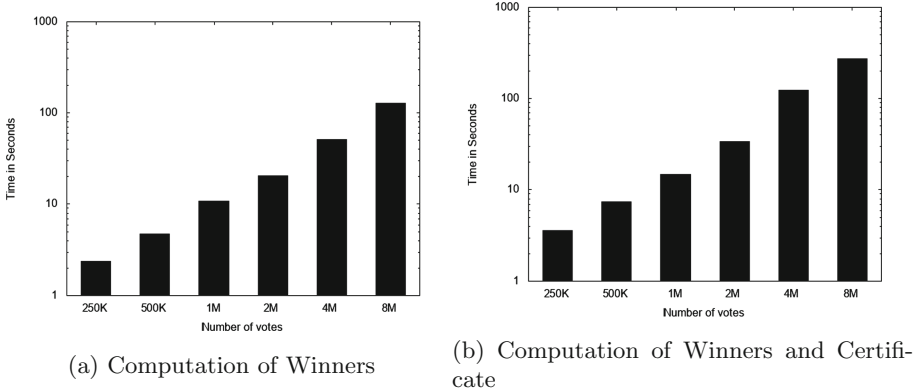 1000
100
10
1
Time in Seconds
250K 500K 1M 2M 4M 8M
Number of votes
(a) Computation of Winners
1000
100
10
1
Time in Seconds
250K 500K 1M 2M 4M 8M
Number of votes
(b) Computation of Winners and Certifi-
cate